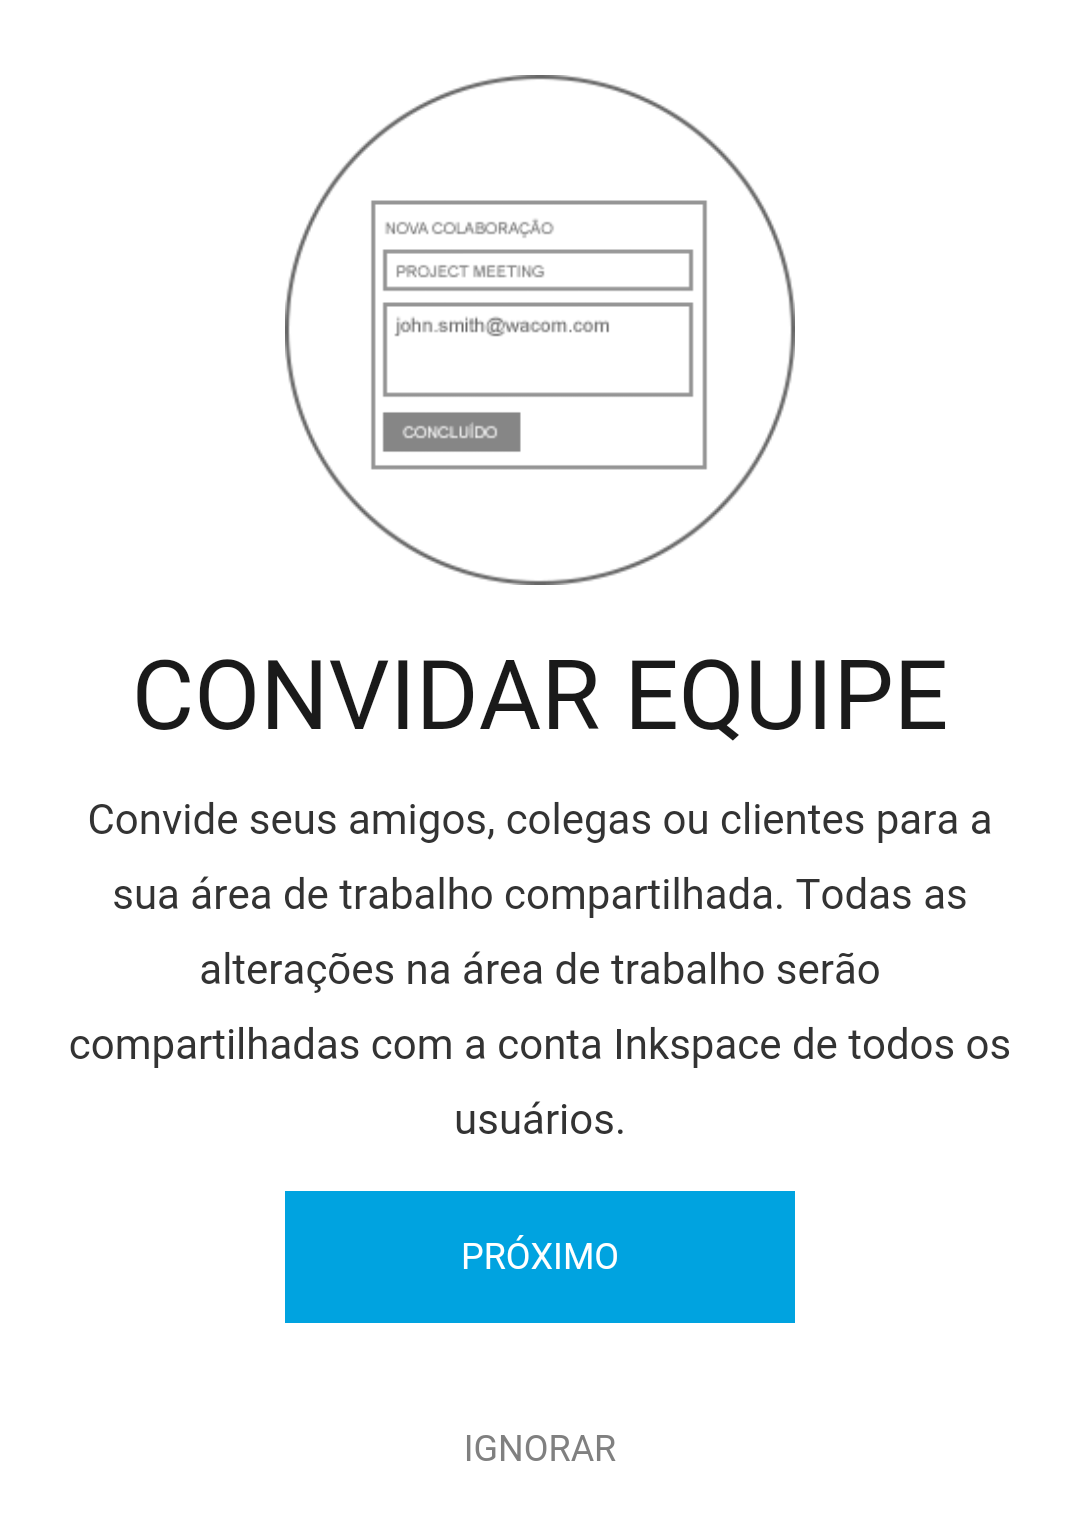 NOVA COLABORAÇÃO
PROJECT MEETING
john.smith@wacom.com
CONCLUÍDO
CONVIDAR EQUIPE
Convide seus amigos, colegas ou clientes para a
sua área de trabalho compartilhada. Todas as
alterações na área de trabalho serão
compartilhadas com a conta Inkspace de todos os
usuários.
PRÓXIMO
IGNORAR